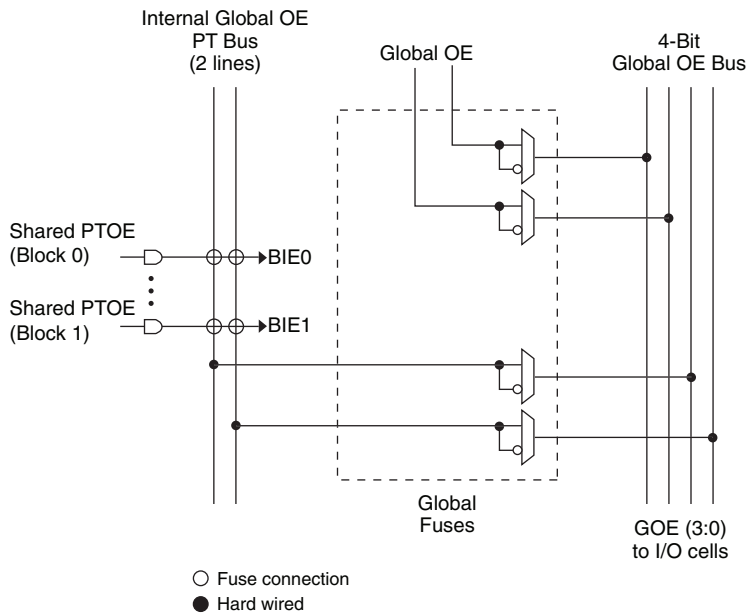 Internal Global OE
PT Bus
(2 lines)
Global OE
4-Bit
Global OE Bus
Shared PTOE
(Block 0)
BIE0
Shared PTOE
(Block 1)
BIE1
Global
Fuses
GOE (3:0)
to I/O cells
Fuse connection
Hard wired